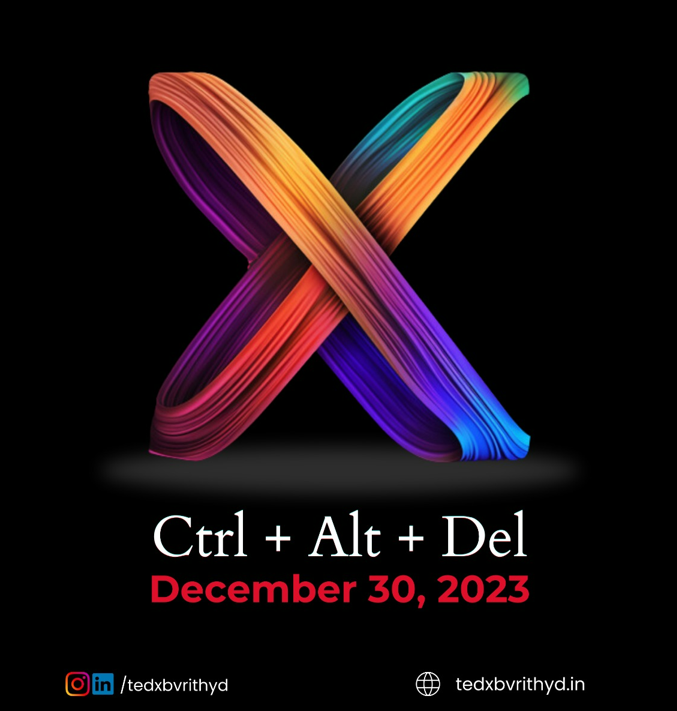 X
Ctrl + Alt + Del
December 30, 2023
/tedxbvrithyd
tedxbvrithyd.in